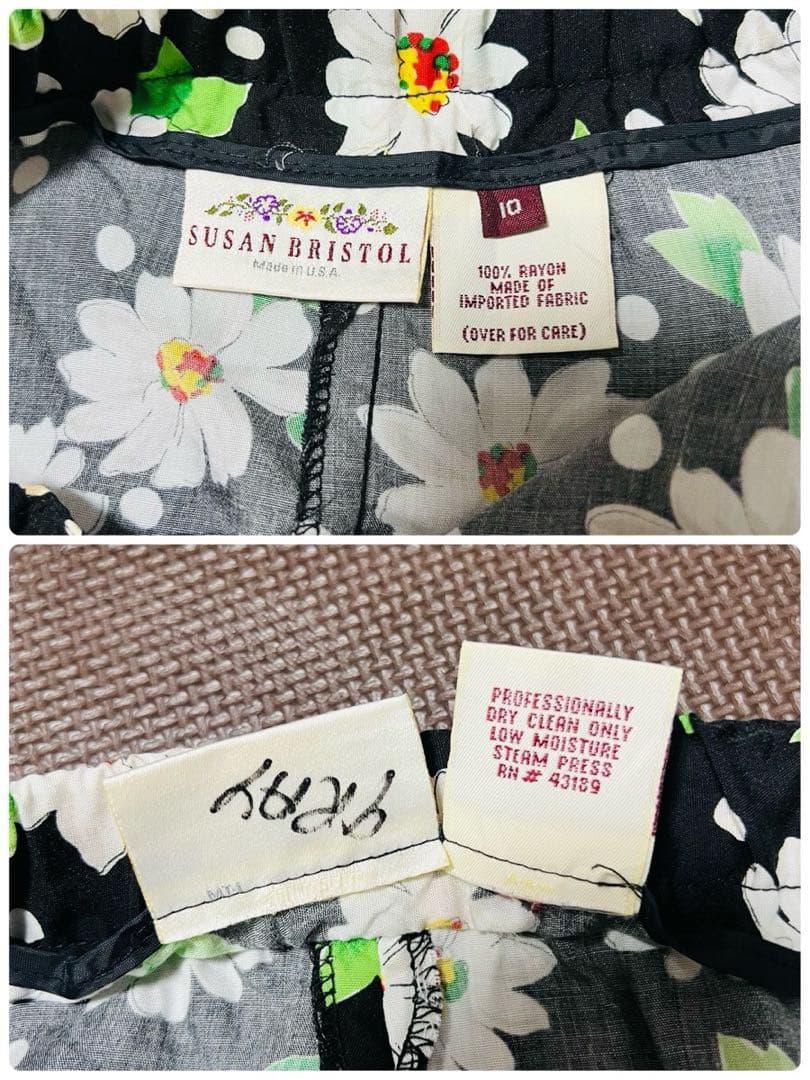 SUSAN BRISTOL
Made in U.S.A.
10
100% RAYON
MADE OF
IMPORTED FABRIC
(OVER FOR CARE)
PROFESSIONALLY
DRY CLEAN ONLY
LOW MOISTURE
STEAM PRESS
RN# 43189